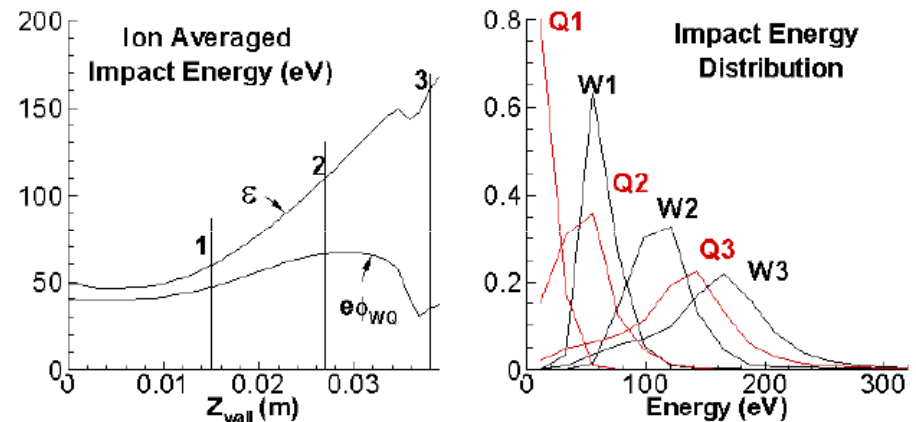 200
150
100
50
0
Ion Averaged
Impact Energy (eV)
1
2
3
ε
eϕWQ
0
0.01
0.02
0.03
Zwall (m)
0.8
0.6
0.4
0.2
0
Q1
Impact Energy
Distribution
W1
Q2
W2
Q3
W3
0
100
200
300
Energy (eV)